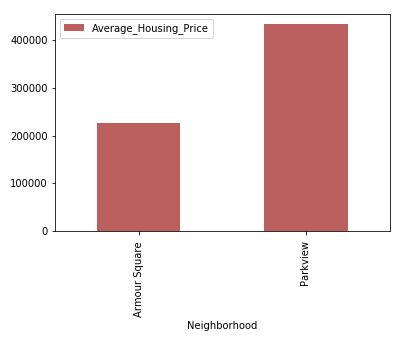 Average_Housing_Price
400000
300000
200000
100000
0
Armour Square
Parkview
Neighborhood